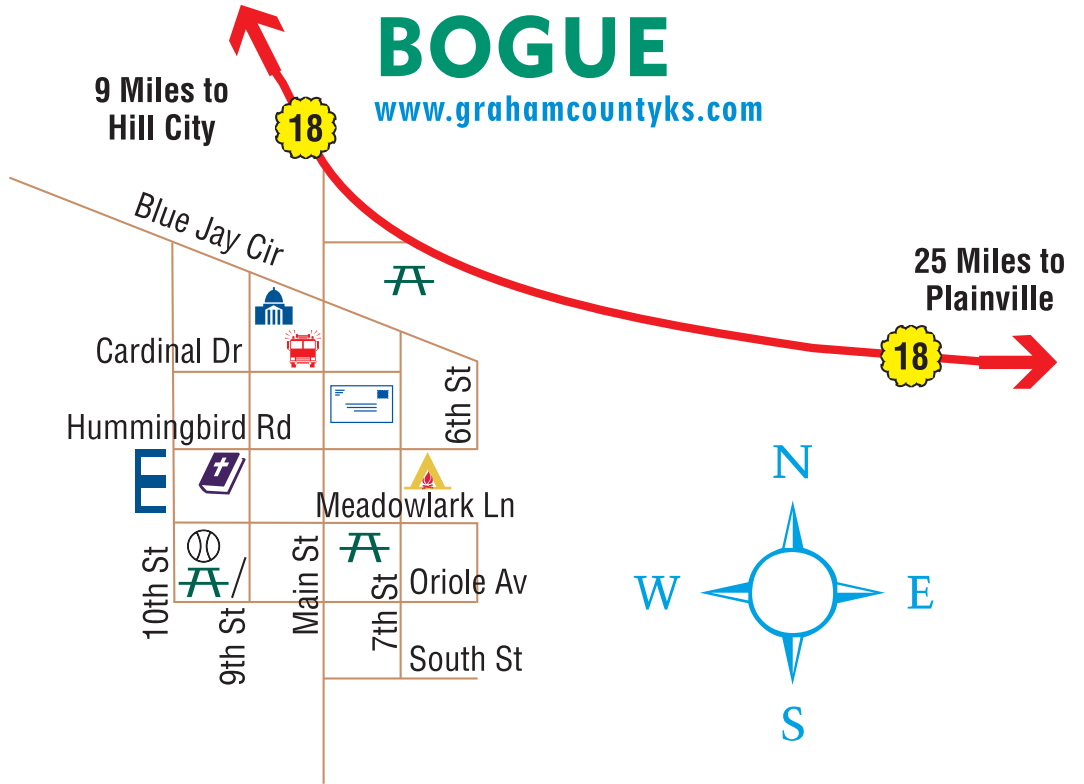 BOGUE
www.grahamcountyks.com
9 Miles to
Hill City
18
Blue Jay Cir
25 Miles to
Plainville
18
Cardinal Dr
6th St
Hummingbird Rd
E
Meadowlark Ln
10th St
9th St
Main St
7th St
Oriole Av
South St
N
W
E
S